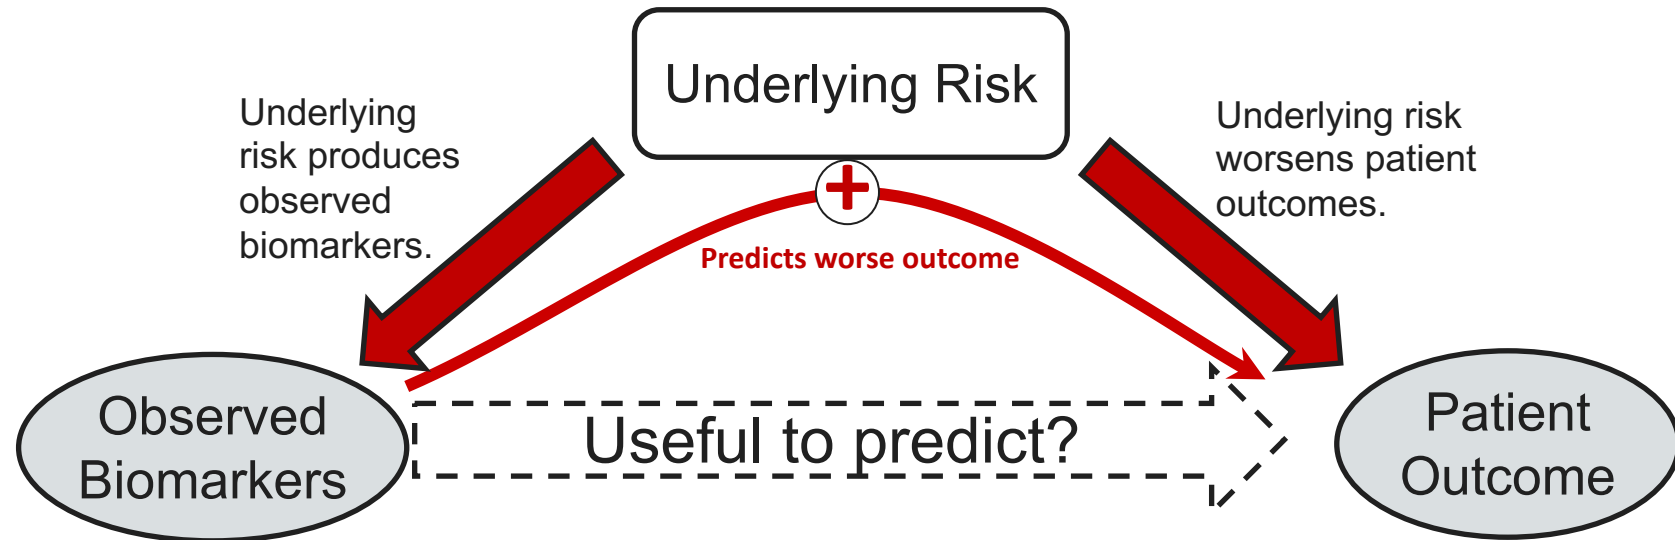 Underlying Risk
Underlying
risk produces
observed
biomarkers.
Underlying risk
worsens patient
outcomes.
+
Predicts worse outcome
Observed
Biomarkers
Useful to predict?
Patient
Outcome